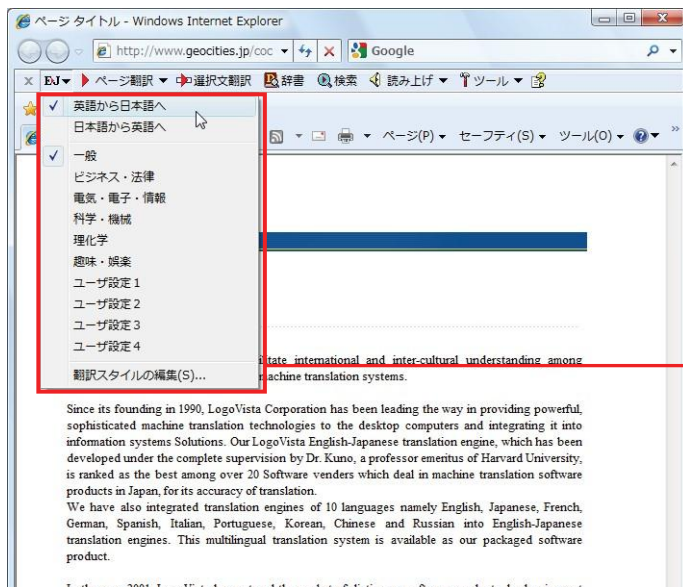 ページ タイトル - Windows Internet Explorer
http://www.geocities.jp/coc
Google
EJ ページ翻訳 選択文翻訳 辞書 検索 読み上げ ツール
英語から日本語へ
日本語から英語へ
ページ(P) セーフティ(S) ツール(O)
一般
ビジネス・法律
電気・電子・情報
科学・機械
理化学
趣味・娯楽
ユーザ設定1
ユーザ設定2
ユーザ設定3
ユーザ設定4
international and inter-cultural understanding among
翻訳スタイルの編集(S)...
machine translation systems.
Since its founding in 1990, LogoVista Corporation has been leading the way in providing powerful,
sophisticated machine translation technologies to the desktop computers and integrating it into
information systems Solutions. Our LogoVista English-Japanese translation engine, which has been
developed under the complete supervision by Dr. Kuno, a professor emeritus of Harvard University,
is ranked as the best among over 20 Software venders which deal in machine translation software
products in Japan, for its accuracy of translation.
We have also integrated translation engines of 10 languages namely English, Japanese, French,
German, Spanish, Italian, Portuguese, Korean, Chinese and Russian into English-Japanese
translation engines. This multilingual translation system is available as our packaged software
product.